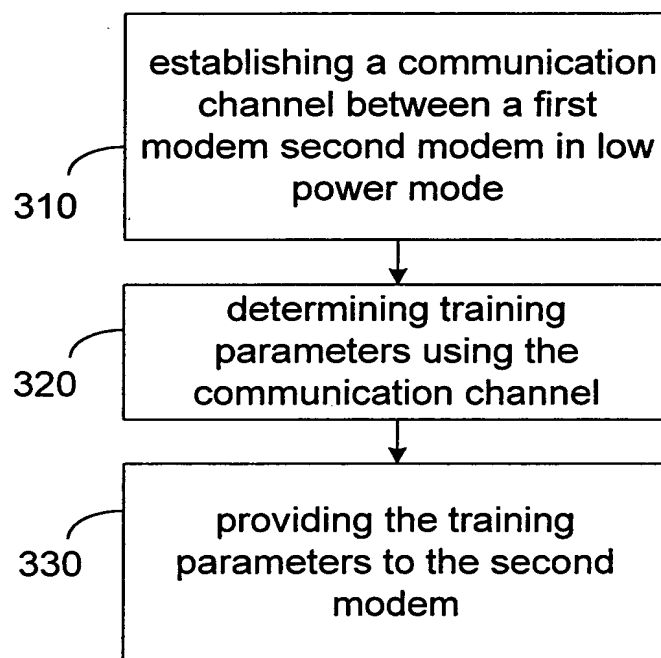 establishing a communication
channel between a first
modem second modem in low
power mode
310
determining training
parameters using the
communication channel
320
providing the training
parameters to the second
modem
330